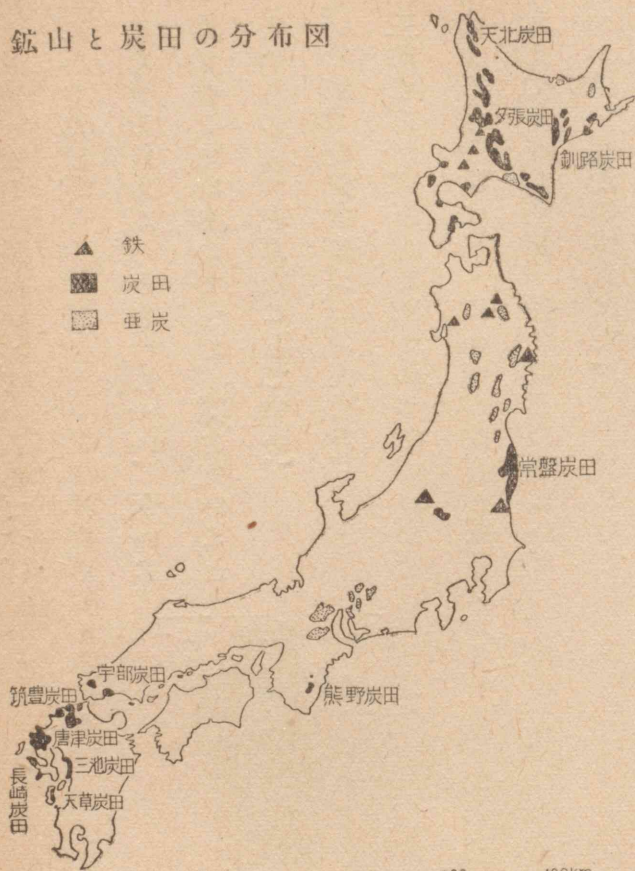 鉱山と炭田の分布図
天北炭田
夕張炭田
釧路炭田
鉄
炭田
亜炭
常盤炭田
宇部炭田
筑豊炭田
熊野炭田
唐津炭田
三池炭田
長崎炭田
天草炭田